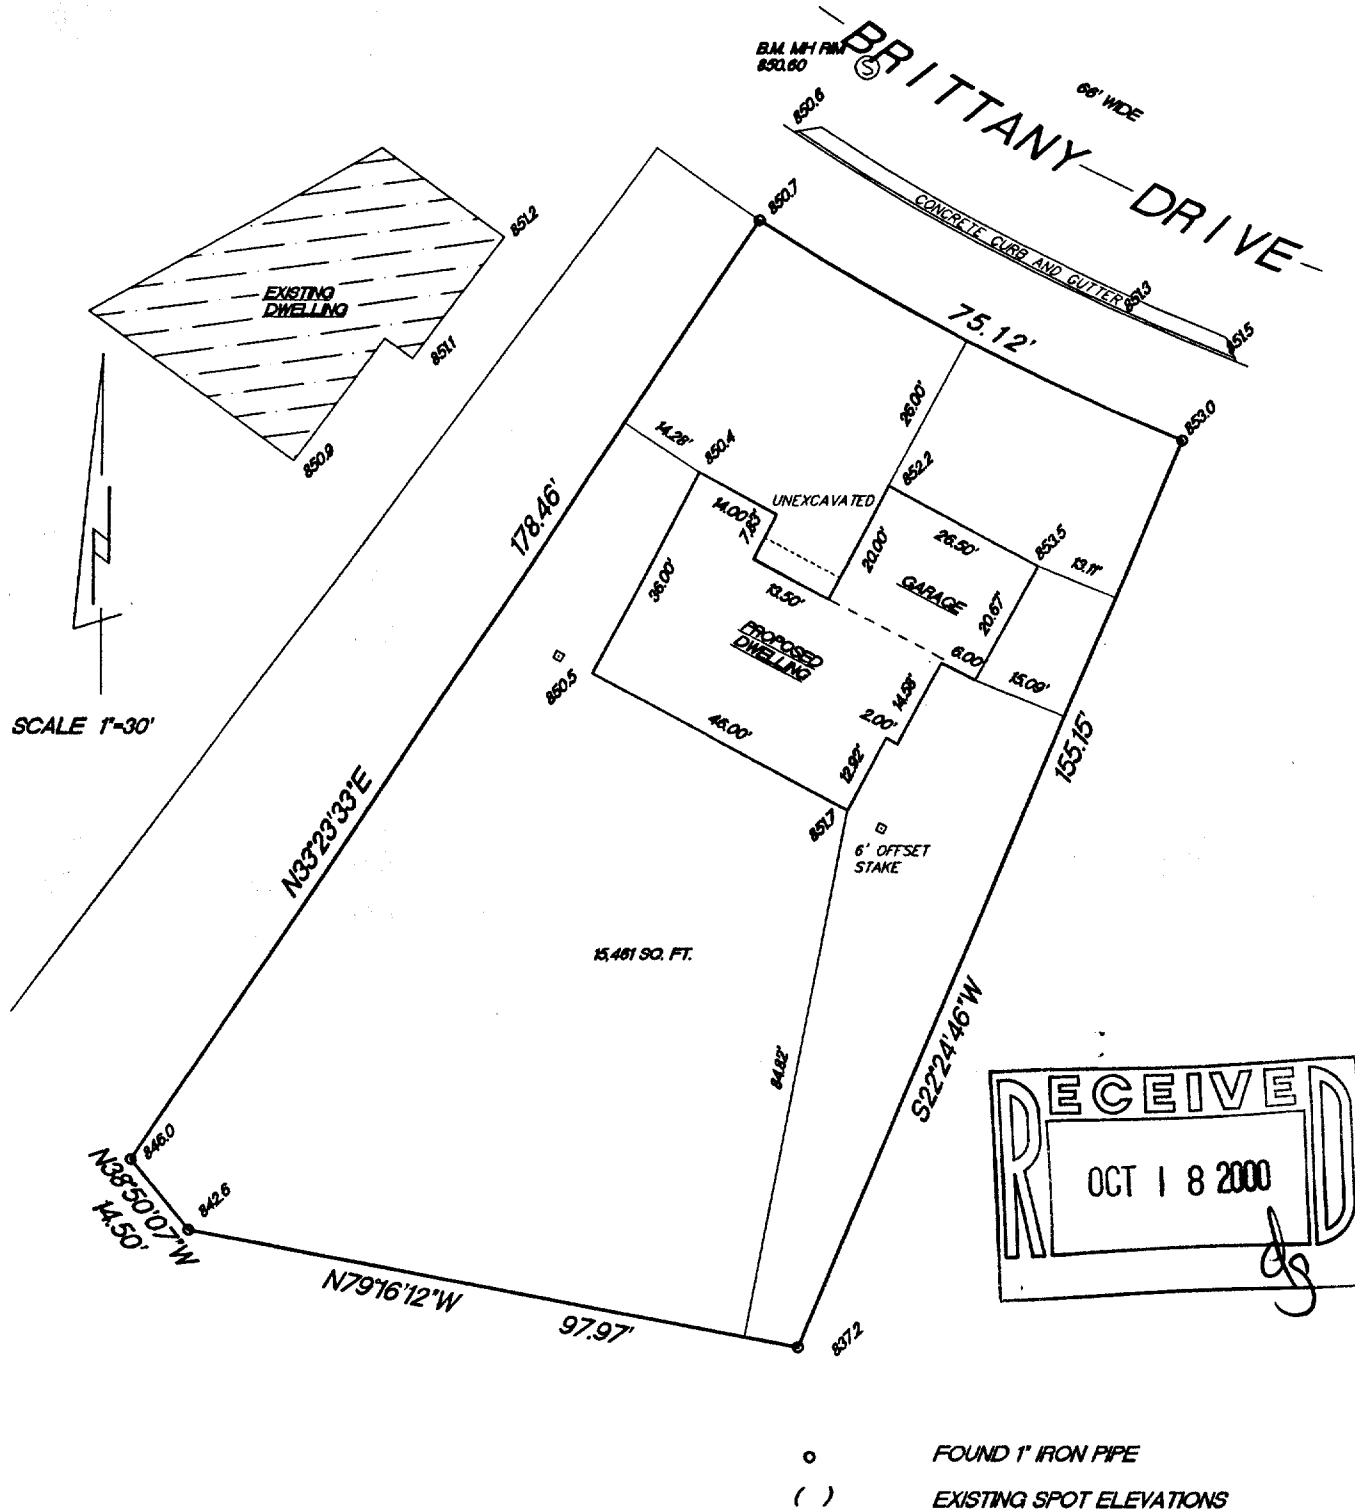 B.M. MH RIM
850.60
S
BRITTANY DRIVE
66' WIDE
850.6
CONCRETE CURB AND GUTTER
851.3
851.5
850.7
75.12'
853.0
851.2
EXISTING
DWELLING
851.1
850.9
SCALE 1"=30'
14.28'
850.4
26.00'
852.2
UNEXCAVATED
14.00'
178.46'
36.00'
20.00'
26.50'
853.5
13.11'
GARAGE
20.67'
13.50'
PROPOSED
DWELLING
6.00'
15.09'
14.58'
2.00'
850.5
46.00'
12.92'
155.15'
851.7
6' OFFSET
STAKE
N33°23'33"E
15,461 SQ. FT.
84.82'
S22°24'46"W
RECEIVED
OCT 18 2000
ds
846.0
842.6
N38°50'07"W
14.50'
N79°16'12"W
97.97'
837.2
FOUND 1" IRON PIPE
( ) EXISTING SPOT ELEVATIONS